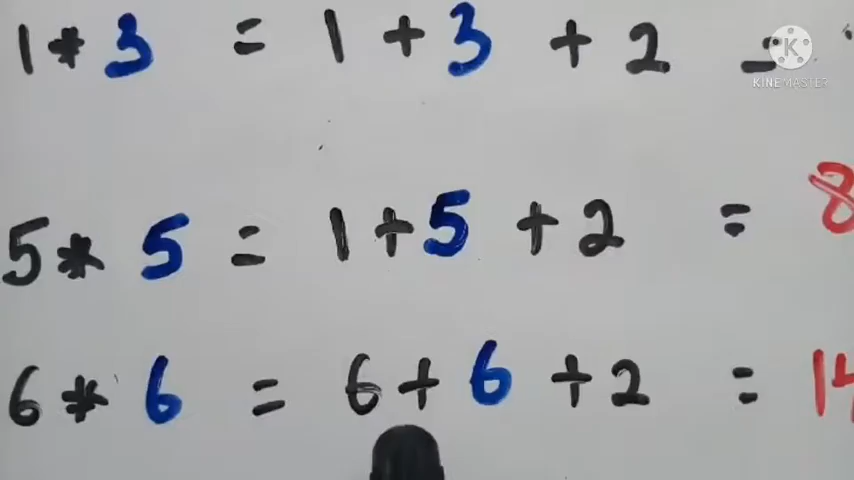 1 * 3 = 1 + 3 + 2 =
K
KINEMASTER
5 * 5 = 1 + 5 + 2 = 8
6 * 6 = 6 + 6 + 2 = 14